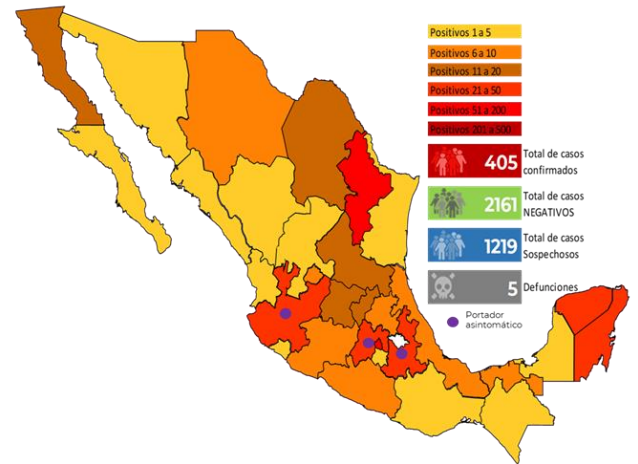 Positivos 1 a 5
Positivos 6 a 10
Positivos 11 a 20
Positivos 21 a 50
Positivos 51 a 200
Positivos 201 a 500
405 Total de casos
confirmados
2161 Total de casos
NEGATIVOS
1219 Total de casos
Sospechosos
5 Defunciones
Portador
asintomático